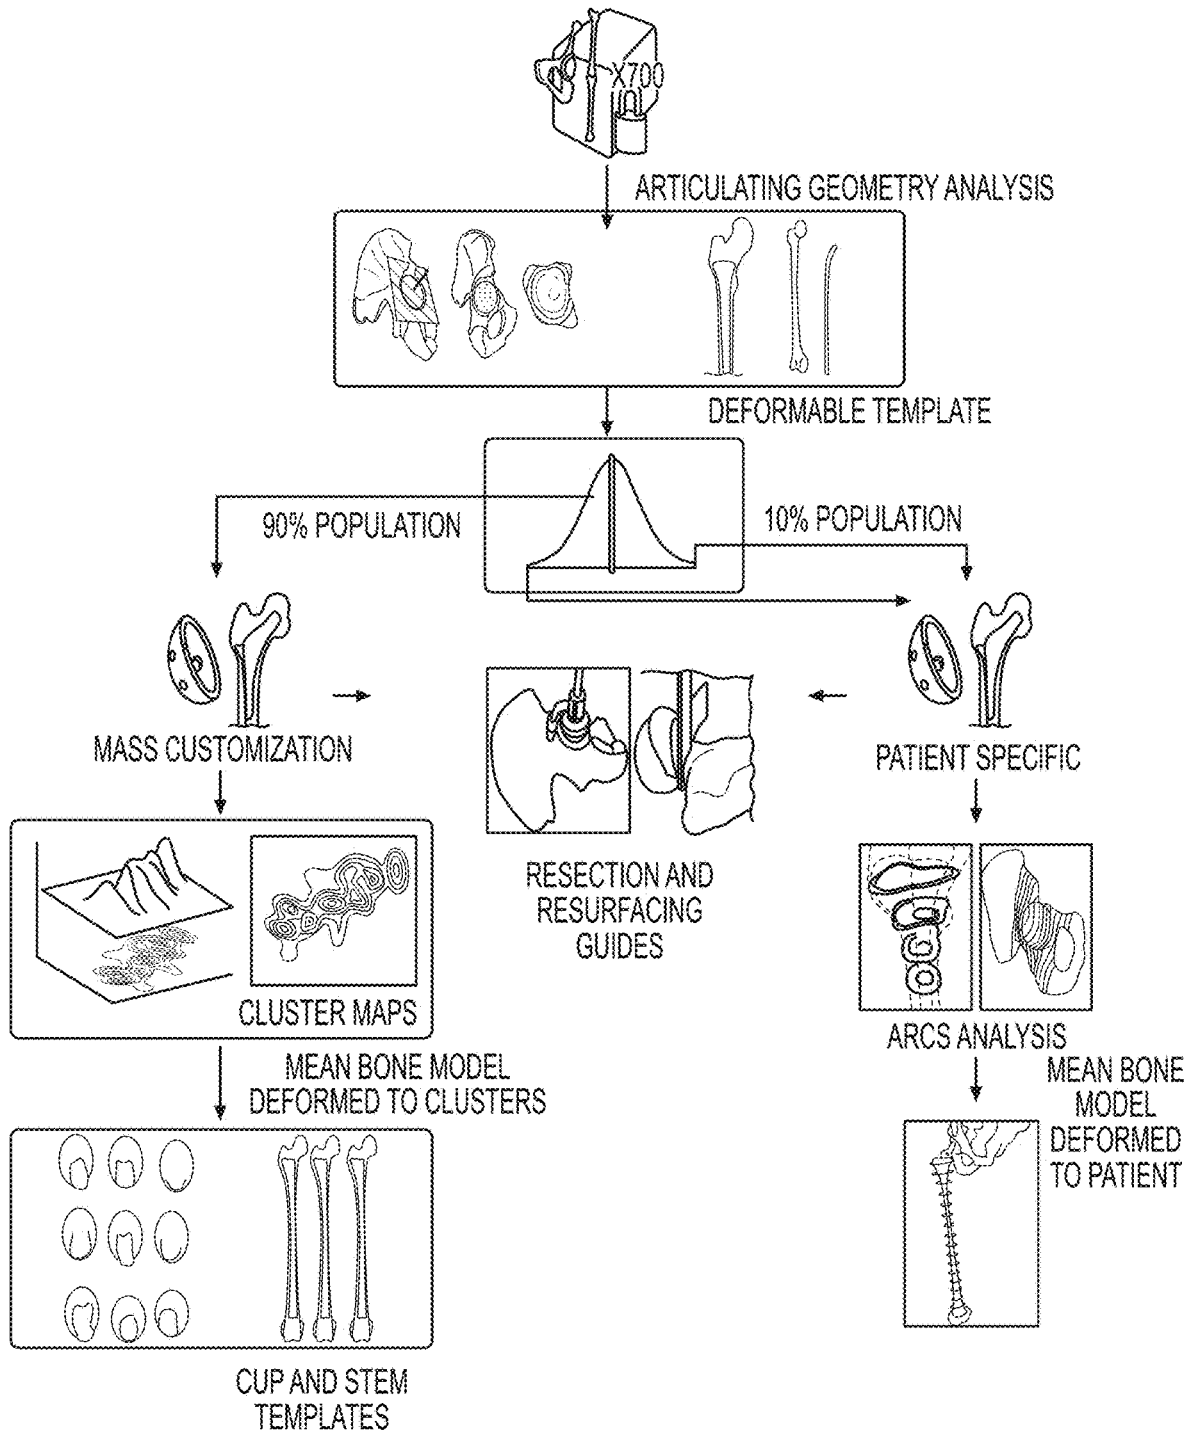 X700
ARTICULATING GEOMETRY ANALYSIS
DEFORMABLE TEMPLATE
90% POPULATION
10% POPULATION
MASS CUSTOMIZATION
PATIENT SPECIFIC
RESECTION AND
RESURFACING
GUIDES
CLUSTER MAPS
ARCS ANALYSIS
MEAN BONE MODEL
DEFORMED TO CLUSTERS
MEAN BONE
MODEL
DEFORMED
TO PATIENT
CUP AND STEM
TEMPLATES